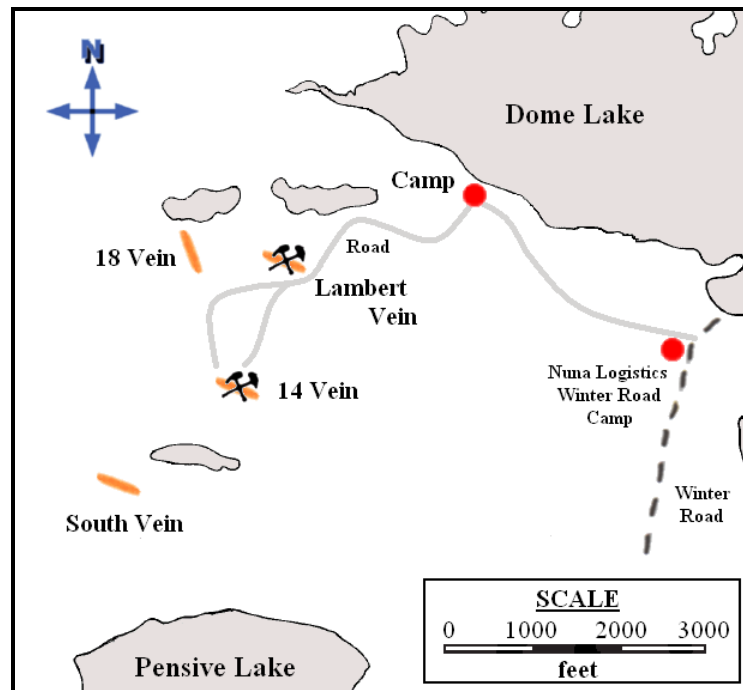 N
Dome Lake
Camp
18 Vein
Road
Lambert
Vein
Nuna Logistics
Winter Road
Camp
14 Vein
Winter
Road
South Vein
SCALE
0 1000 2000 3000
feet
Pensive Lake